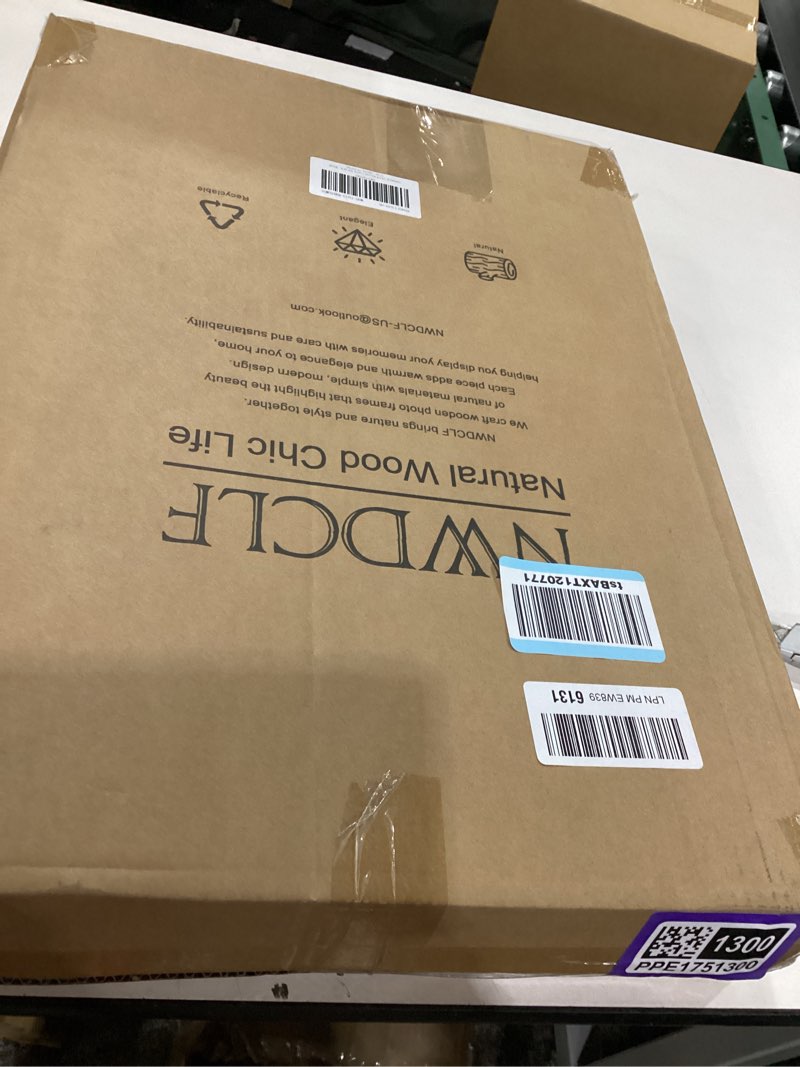 NWDCLF
Natural Wood Chic Life
NWDCLF brings nature and style together.
We craft wooden photo frames that highlight the beauty
of natural materials with simple, modern design.
Each piece adds warmth and elegance to your home,
helping you display your memories with care and sustainability.
NWDCLF-US@outlook.com
Natural
Elegant
Recyclable
tsBAXT120771
LPN PM EW839 6131
1300
PPE1751300